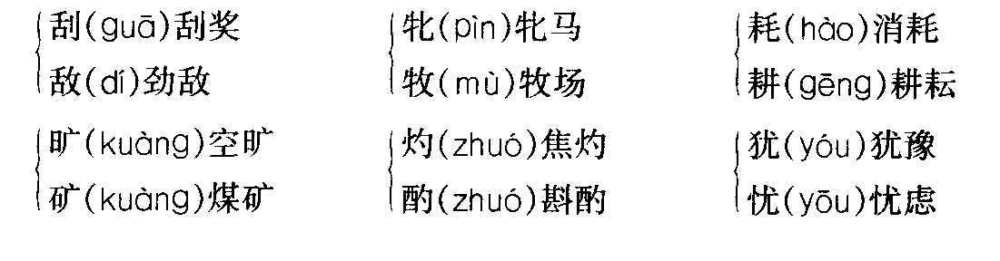 刮(guā)刮奖 牝(pìn)牝马 耗(hào)消耗
敌(dí)劲敌 牧(mù)牧场 耕(gēng)耕耘
旷(kuàng)空旷 灼(zhuó)焦灼 犹(yóu)犹豫
矿(kuàng)煤矿 酌(zhuó)斟酌 忧(yōu)忧虑